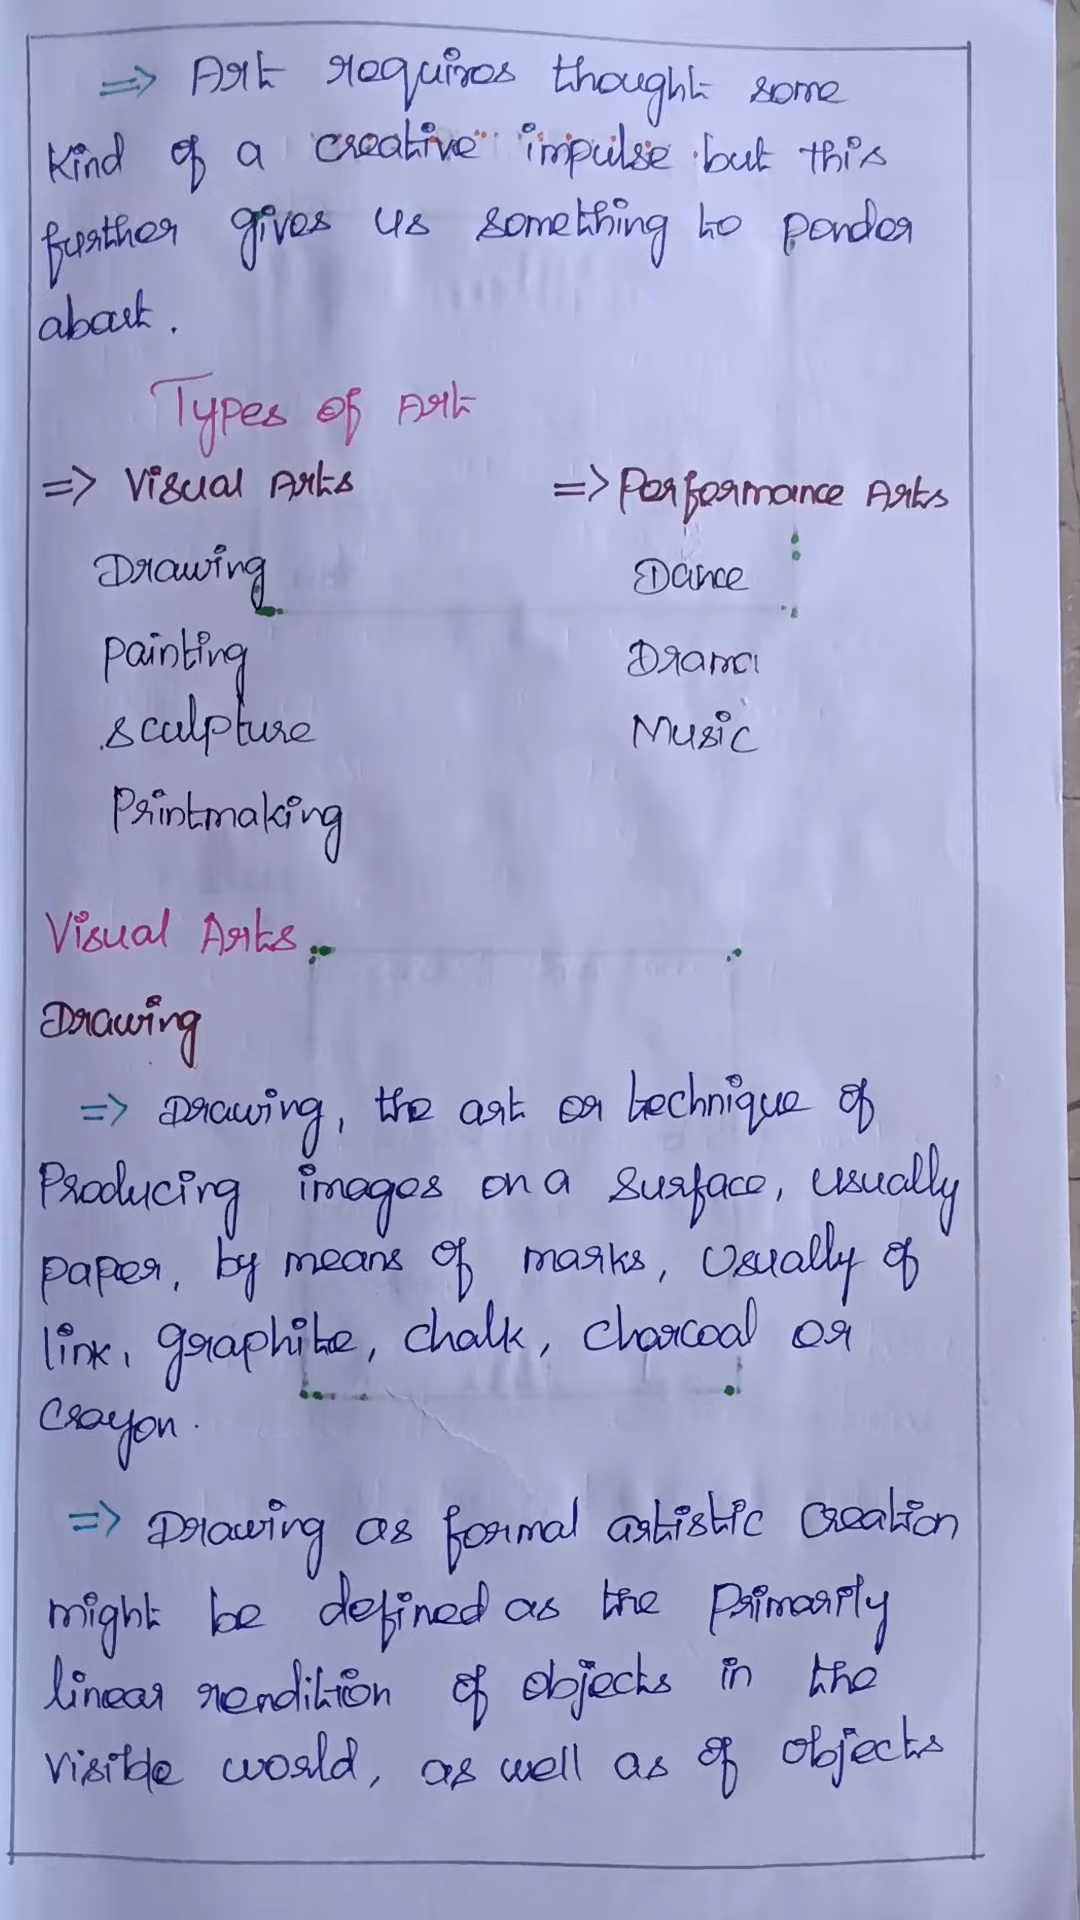 => Art requires thought some
kind of a creative impulse but this
further gives us something to ponder
about.
Types of Art
=> Visual Arts => Performance Arts
Drawing Dance
painting Drama
sculpture Music
Printmaking
Visual Arts
Drawing
=> Drawing, the art or technique of
Producing images on a surface, usually
paper, by means of marks, Usually of
link, graphite, chalk, charcoal or
Crayon.
=> Drawing as formal artistic Creation
might be defined as the Primarily
linear rendition of objects in the
visible world, as well as of objects